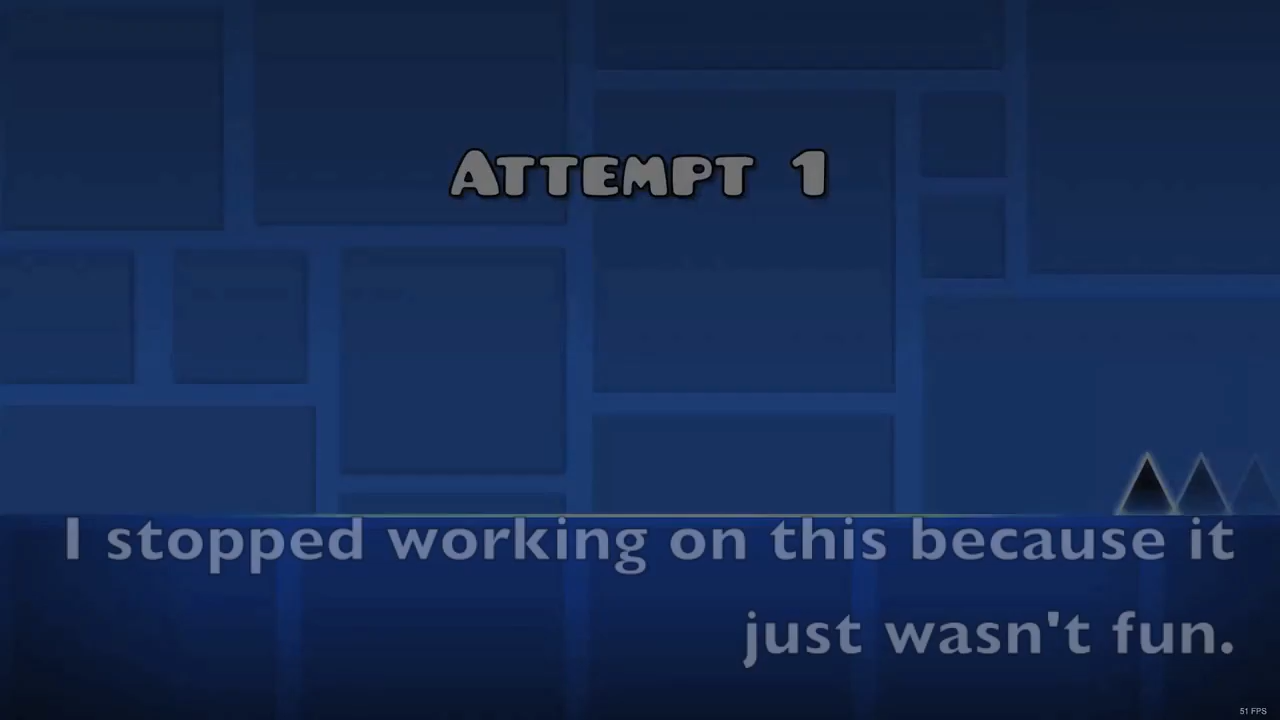 Attempt 1
I stopped working on this because it
just wasn't fun.
51 FPS